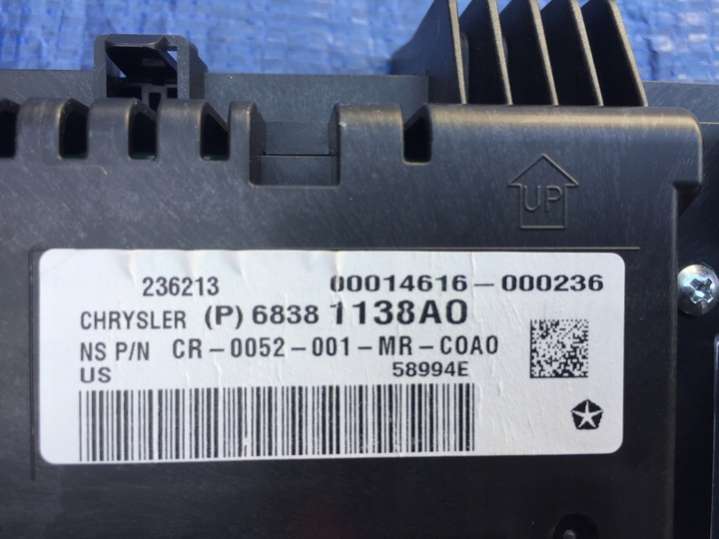 UP
236213 00014616-000236
CHRYSLER (P) 6838 1138AO
NS P/N CR-0052-001-MR-COAO
US 58994E